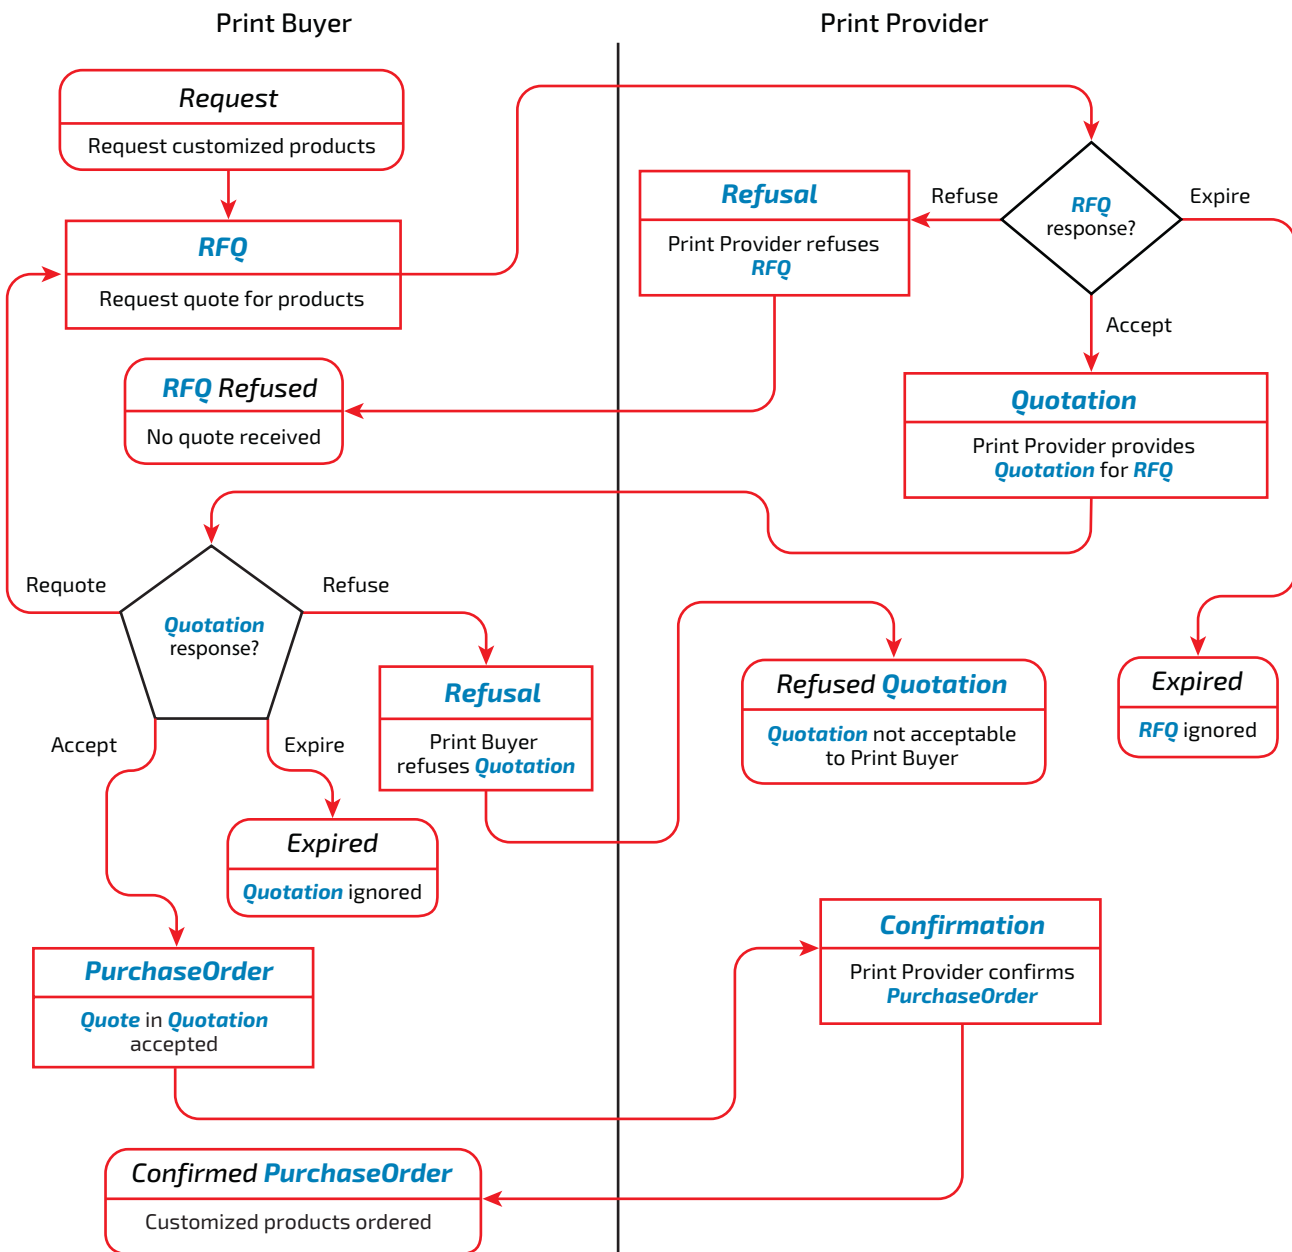 Print Buyer
Print Provider
Request
Request customized products
RFQ
Request quote for products
Refusal
Print Provider refuses
RFQ
Refuse
RFQ
response?
Expire
Accept
RFQ Refused
No quote received
Quotation
Print Provider provides
Quotation for RFQ
Requote
Quotation
response?
Refuse
Accept
Expire
Refusal
Print Buyer
refuses Quotation
Refused Quotation
Quotation not acceptable
to Print Buyer
Expired
RFQ ignored
Expired
Quotation ignored
PurchaseOrder
Quote in Quotation
accepted
Confirmation
Print Provider confirms
PurchaseOrder
Confirmed PurchaseOrder
Customized products ordered